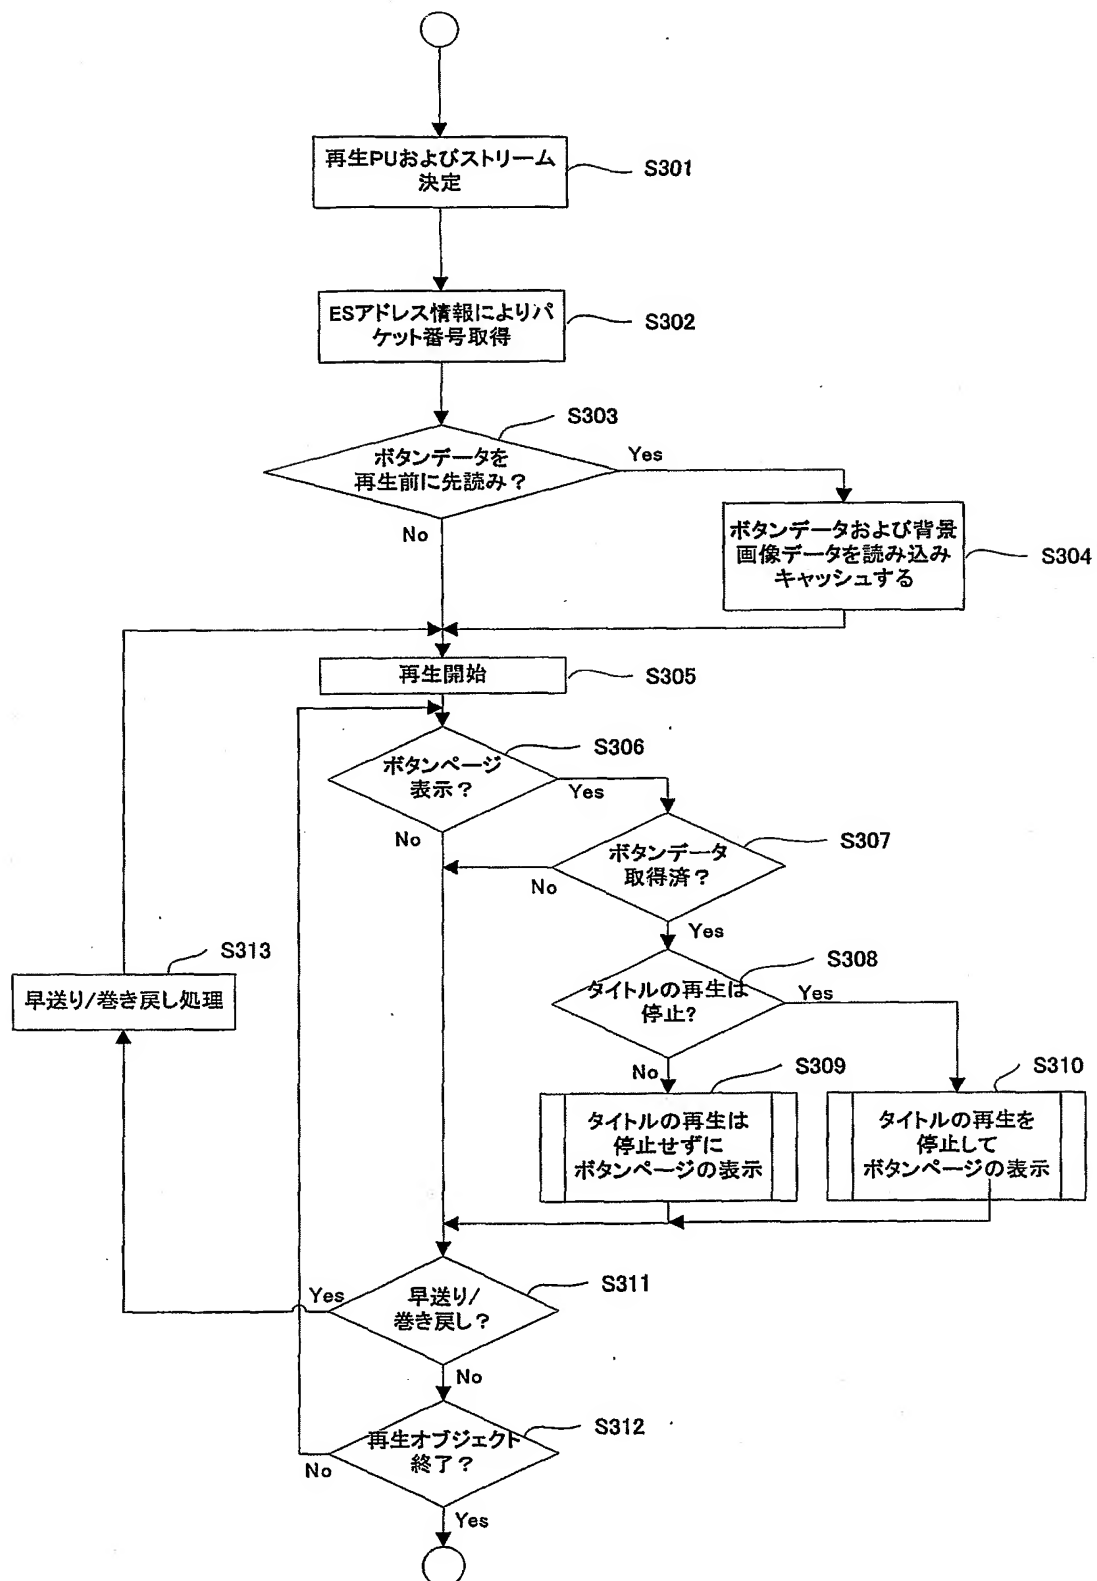 再生PUおよびストリーム
決定
S301
ESアドレス情報によりパ
ケット番号取得
S302
S303
ボタンデータを
再生前に先読み？
Yes
No
ボタンデータおよび背景
画像データを読み込み
キャッシュする
S304
再生開始
S305
S306
ボタンページ
表示？
Yes
No
S307
ボタンデータ
取得済？
No
Yes
S313
早送り/巻き戻し処理
S308
タイトルの再生は
停止?
Yes
No
S309
タイトルの再生は
停止せずに
ボタンページの表示
S310
タイトルの再生を
停止して
ボタンページの表示
S311
早送り/
巻き戻し？
Yes
No
S312
再生オブジェクト
終了？
No
Yes